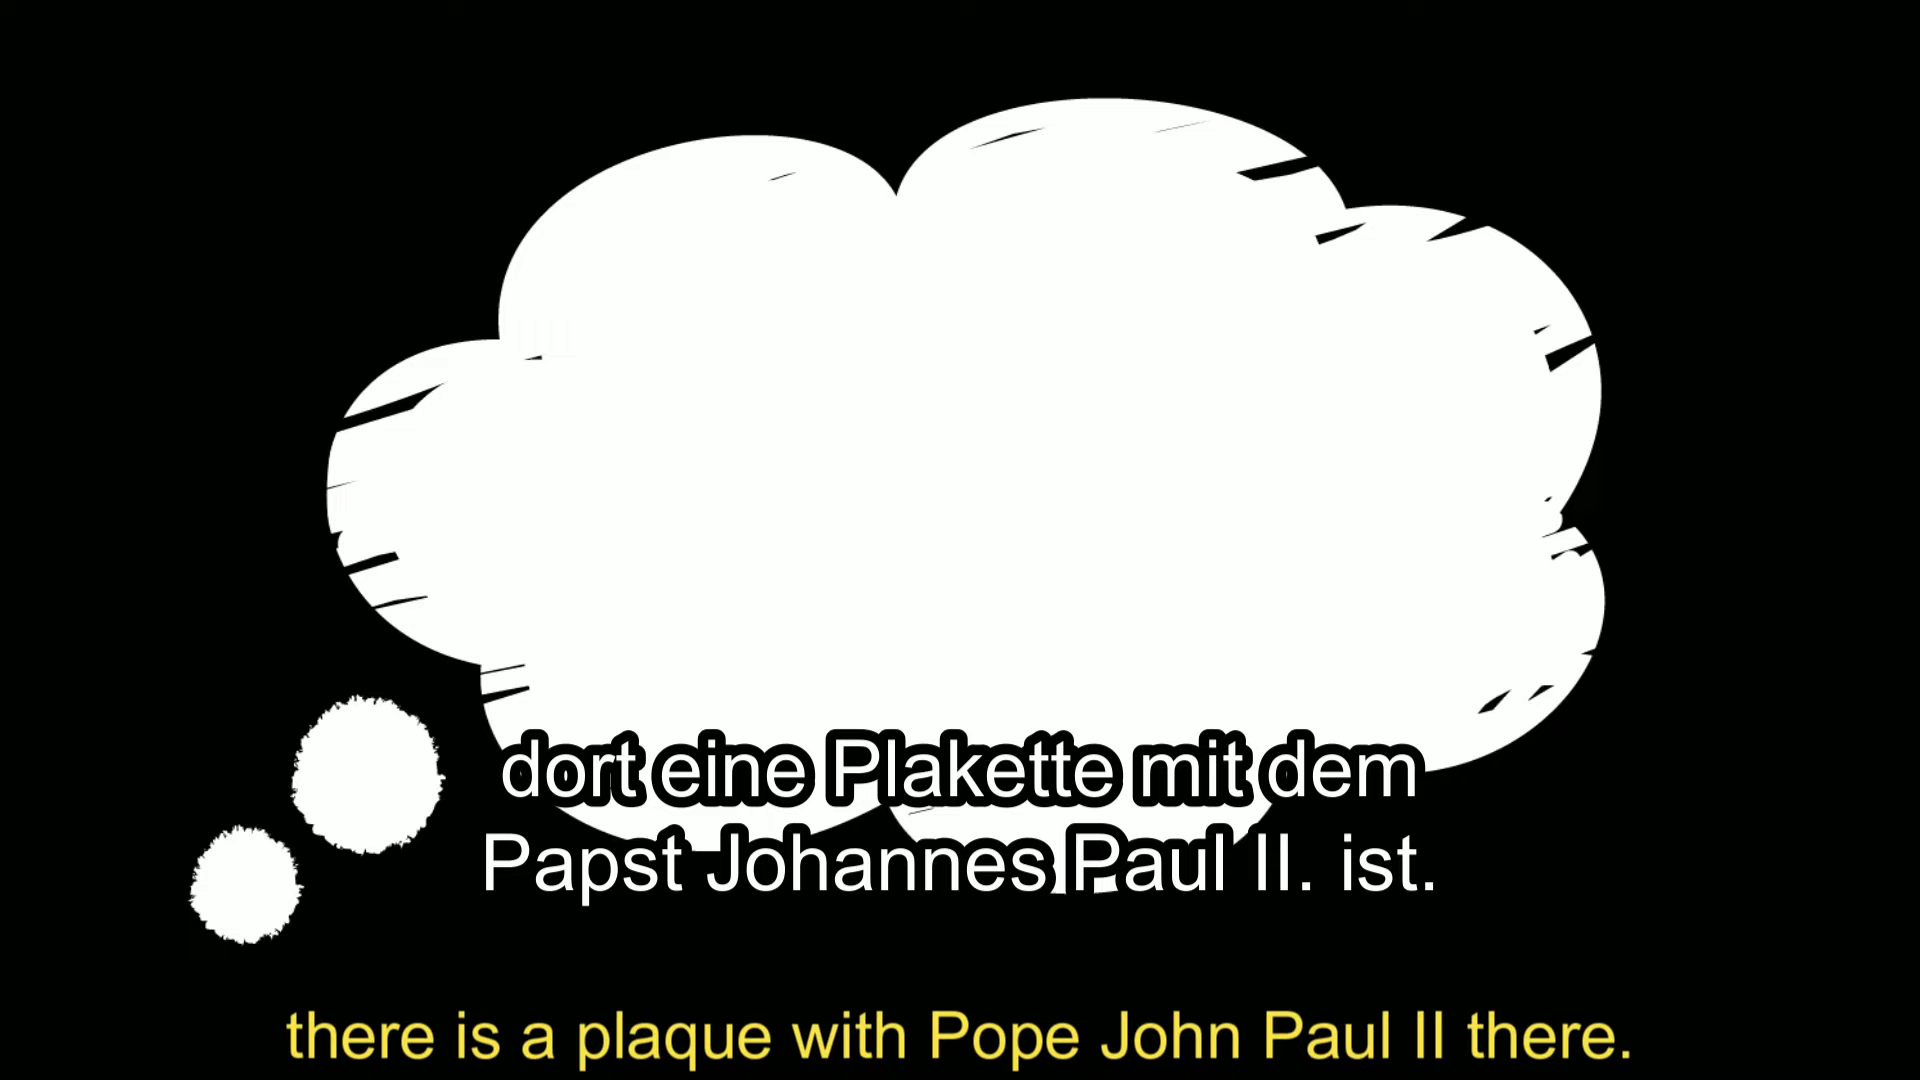 dort eine Plakette mit dem
Papst Johannes Paul II. ist.
there is a plaque with Pope John Paul II there.